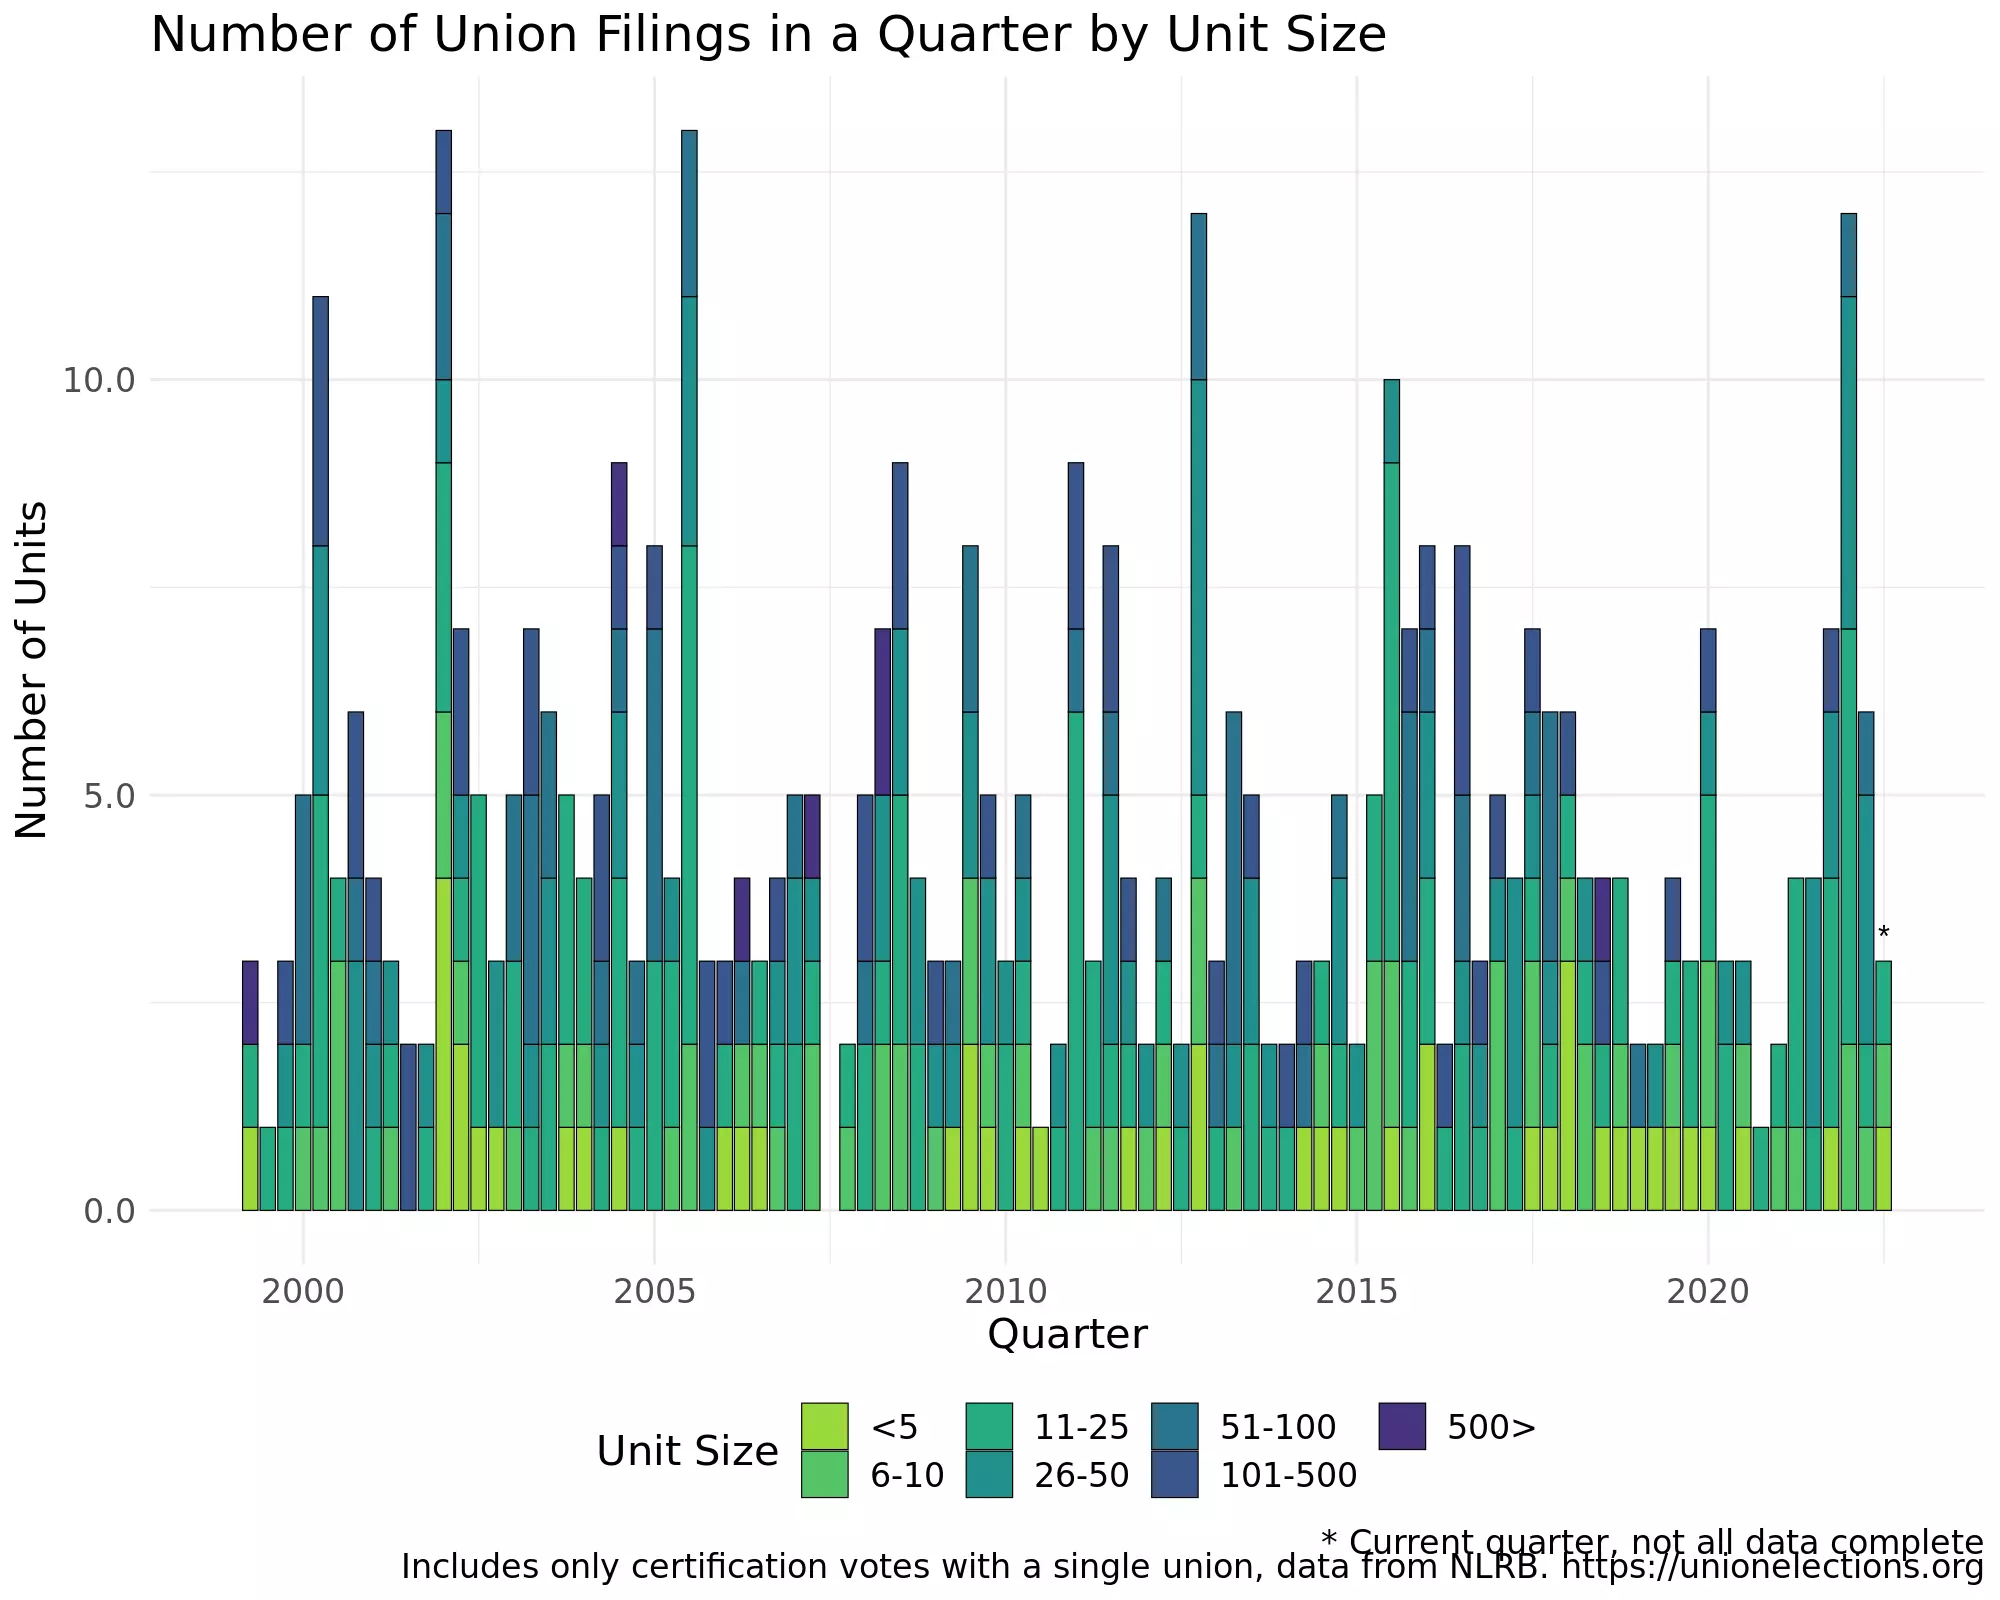 Number of Union Filings in a Quarter by Unit Size
Number of Units
10.0
5.0
0.0
*
2000 2005 2010 2015 2020
Quarter
Unit Size
<5 11-25 51-100 500>
6-10 26-50 101-500
* Current quarter, not all data complete
Includes only certification votes with a single union, data from NLRB. https://unionelections.org